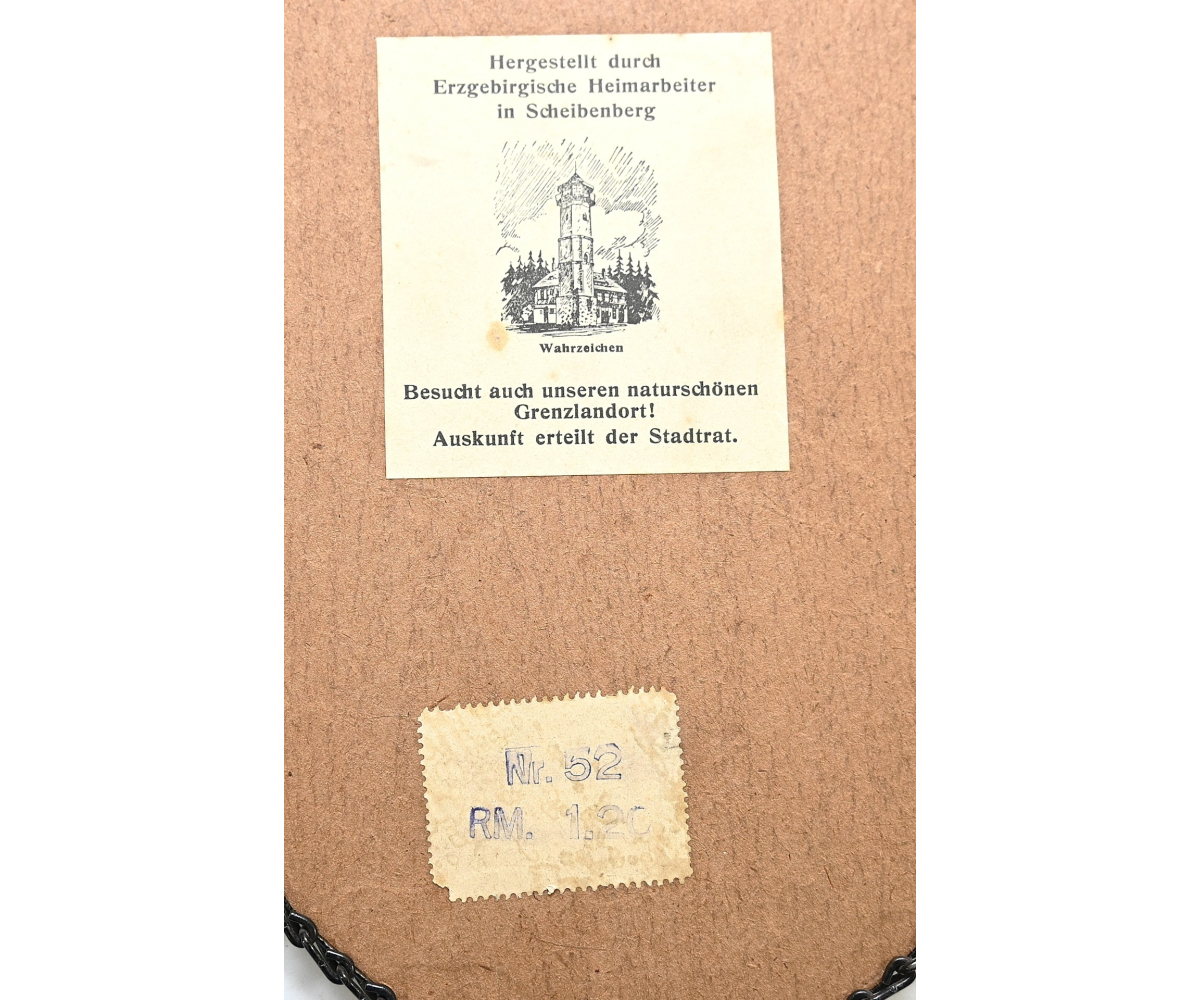 Hergestellt durch
Erzgebirgische Heimarbeiter
in Scheibenberg
Wahrzeichen
Besucht auch unseren naturschönen
Grenzlandort!
Auskunft erteilt der Stadtrat.
Nr. 52
RM. 1.20